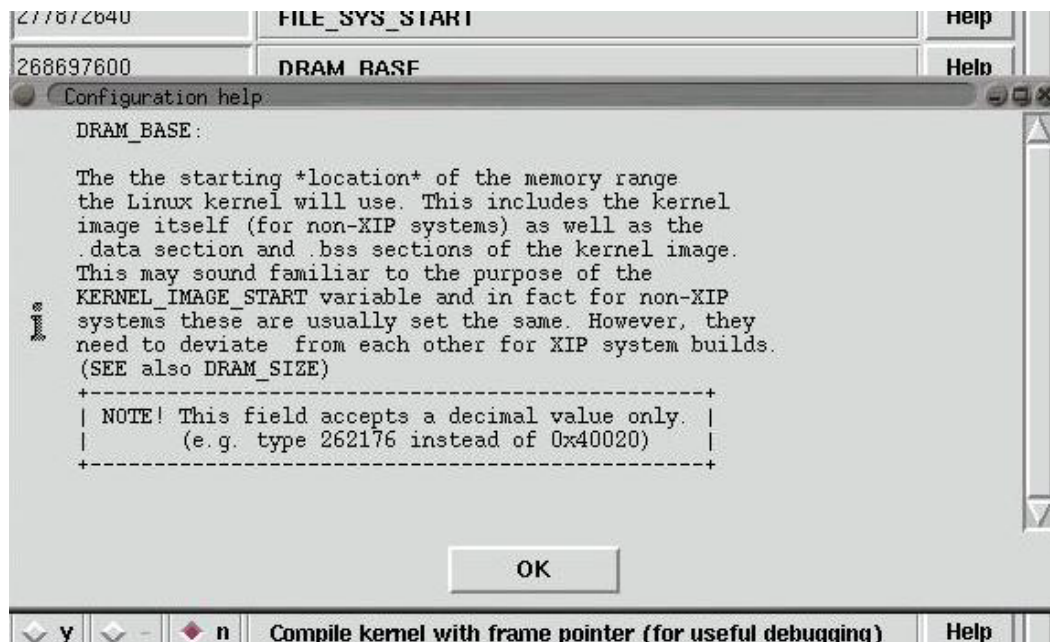 277872640 FILE_SYS_START Help
268697600 DRAM_BASE Help
Configuration help
DRAM_BASE:
The the starting *location* of the memory range
the Linux kernel will use. This includes the kernel
image itself (for non-XIP systems) as well as the
.data section and .bss sections of the kernel image.
This may sound familiar to the purpose of the
KERNEL_IMAGE_START variable and in fact for non-XIP
systems these are usually set the same. However, they
need to deviate  from each other for XIP system builds.
(SEE also DRAM_SIZE)
+-----------------------------------------------+
| NOTE! This field accepts a decimal value only. |
| (e.g. type 262176 instead of 0x40020) |
+-----------------------------------------------+
OK
y - n Compile kernel with frame pointer (for useful debugging) Help